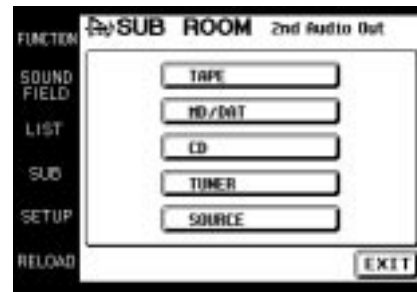 FUNCTION
SOUND
FIELD
LIST
SUB
SETUP
RELOAD
SUB ROOM 2nd Audio Out
TAPE
MD/DAT
CD
TUNER
SOURCE
EXIT